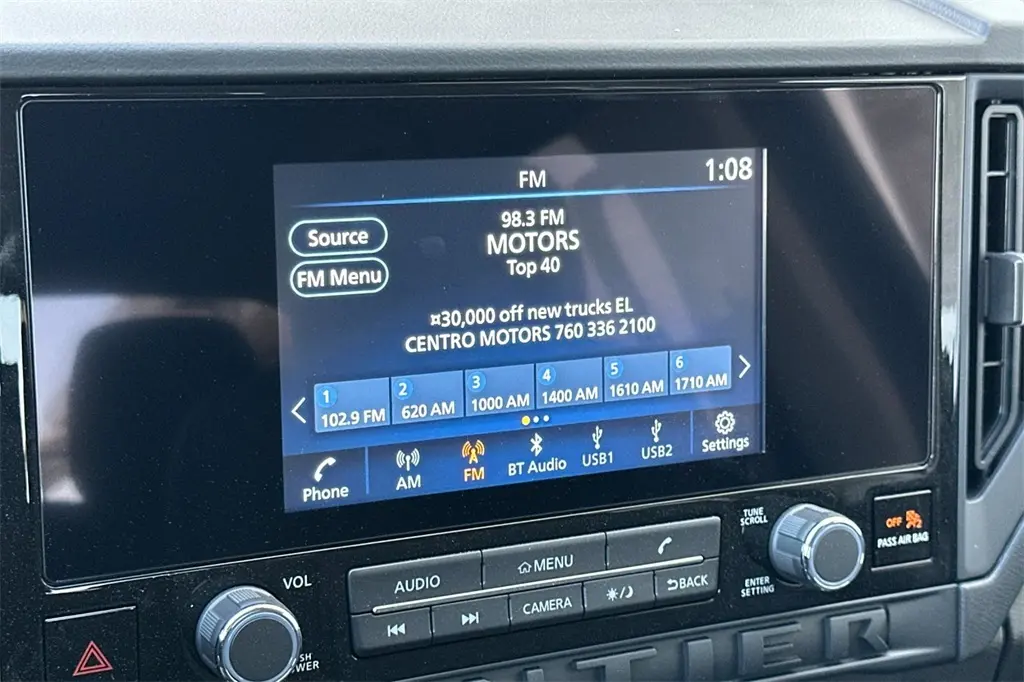 FM
1:08
Source
98.3 FM
MOTORS
FM Menu
Top 40
¤30,000 off new trucks EL
CENTRO MOTORS 760 336 2100
1 102.9 FM
2 620 AM
3 1000 AM
4 1400 AM
5 1610 AM
6 1710 AM
Phone
AM
FM
BT Audio
USB1
USB2
Settings
VOL
AUDIO
MENU
TUNE
SCROLL
OFF
PASS AIR BAG
CAMERA
BACK
ENTER
SETTING